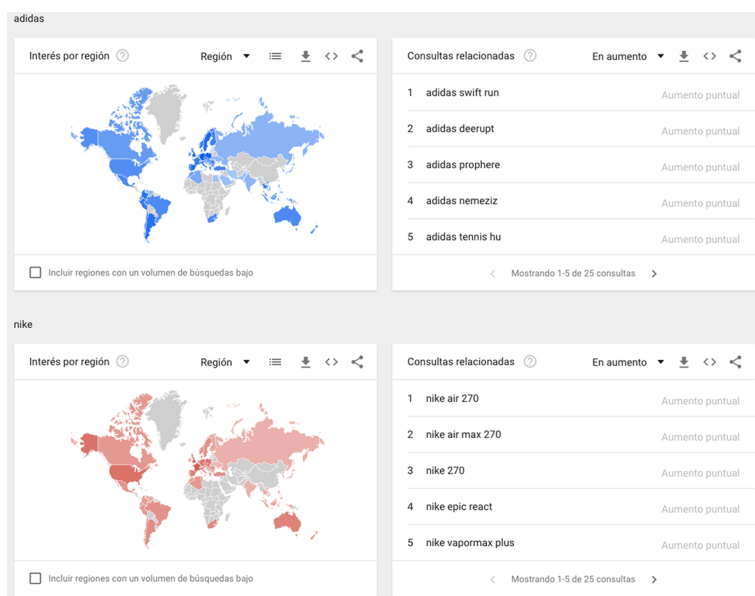 adidas
Interés por región
Región
Incluir regiones con un volumen de búsquedas bajo
Consultas relacionadas
En aumento
1 adidas swift run Aumento puntual
2 adidas deerupt Aumento puntual
3 adidas prophere Aumento puntual
4 adidas nemeziz Aumento puntual
5 adidas tennis hu Aumento puntual
Mostrando 1-5 de 25 consultas
nike
Interés por región
Región
Incluir regiones con un volumen de búsquedas bajo
Consultas relacionadas
En aumento
1 nike air 270 Aumento puntual
2 nike air max 270 Aumento puntual
3 nike 270 Aumento puntual
4 nike epic react Aumento puntual
5 nike vapormax plus Aumento puntual
Mostrando 1-5 de 25 consultas